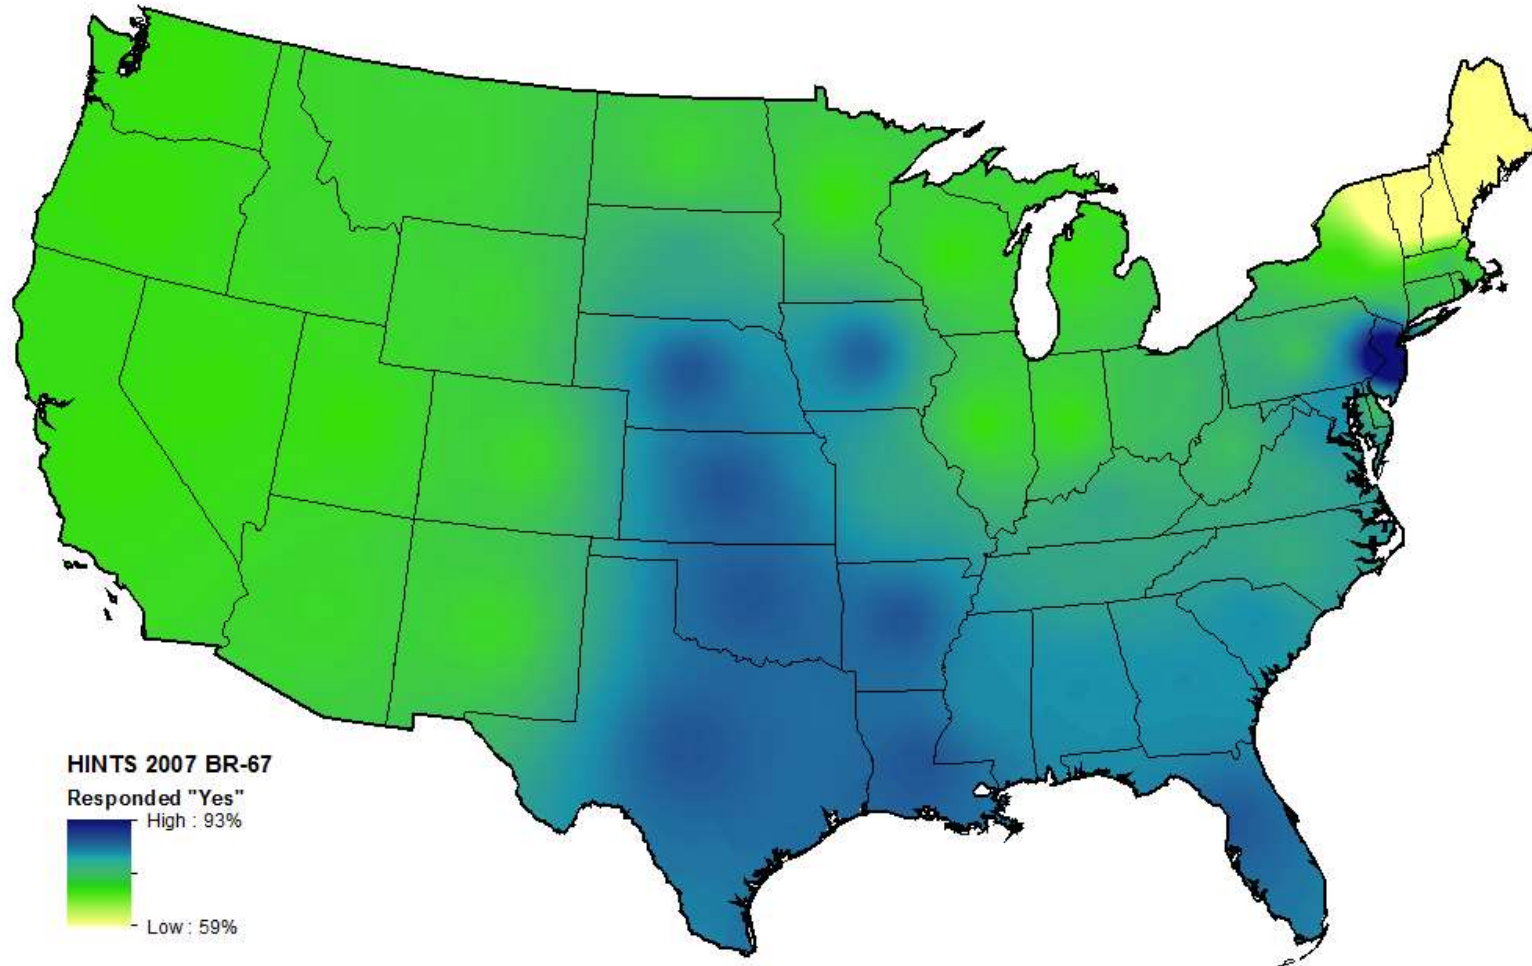 HINTS 2007 BR-67
Responded "Yes"
High : 93%
Low : 59%